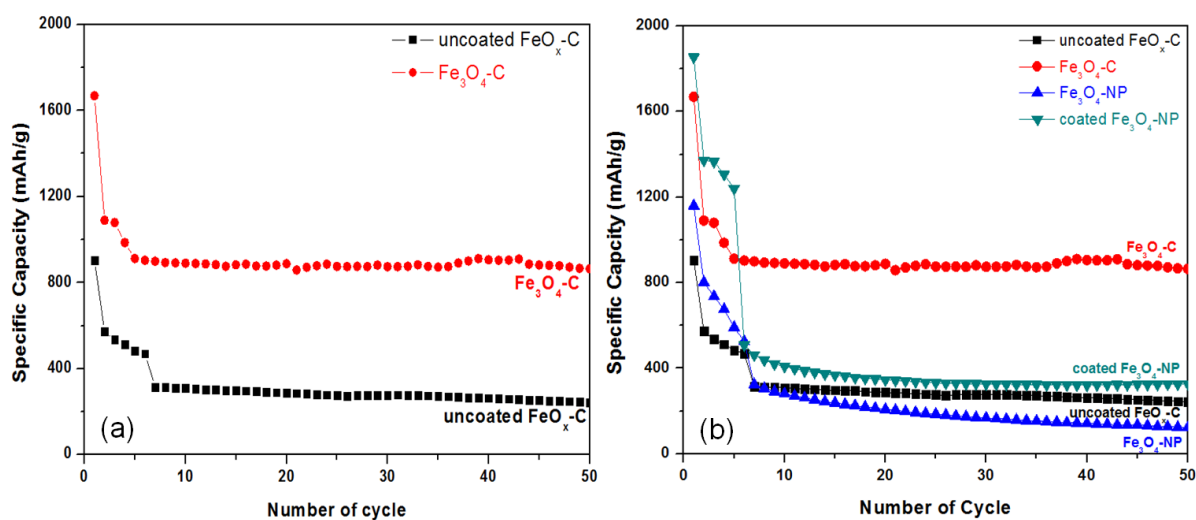 2000
1600
1200
800
400
0
Specific Capacity (mAh/g)
uncoated FeOₓ-C
Fe₃O₄-C
Fe₃O₄-C
uncoated FeOₓ-C
(a)
0 10 20 30 40 50
Number of cycle
2000
1600
1200
800
400
0
Specific Capacity (mAh/g)
uncoated FeOₓ-C
Fe₃O₄-C
Fe₃O₄-NP
coated Fe₃O₄-NP
Fe₃O₄-C
coated Fe₃O₄-NP
uncoated FeOₓ-C
Fe₃O₄-NP
(b)
0 10 20 30 40 50
Number of Cycle